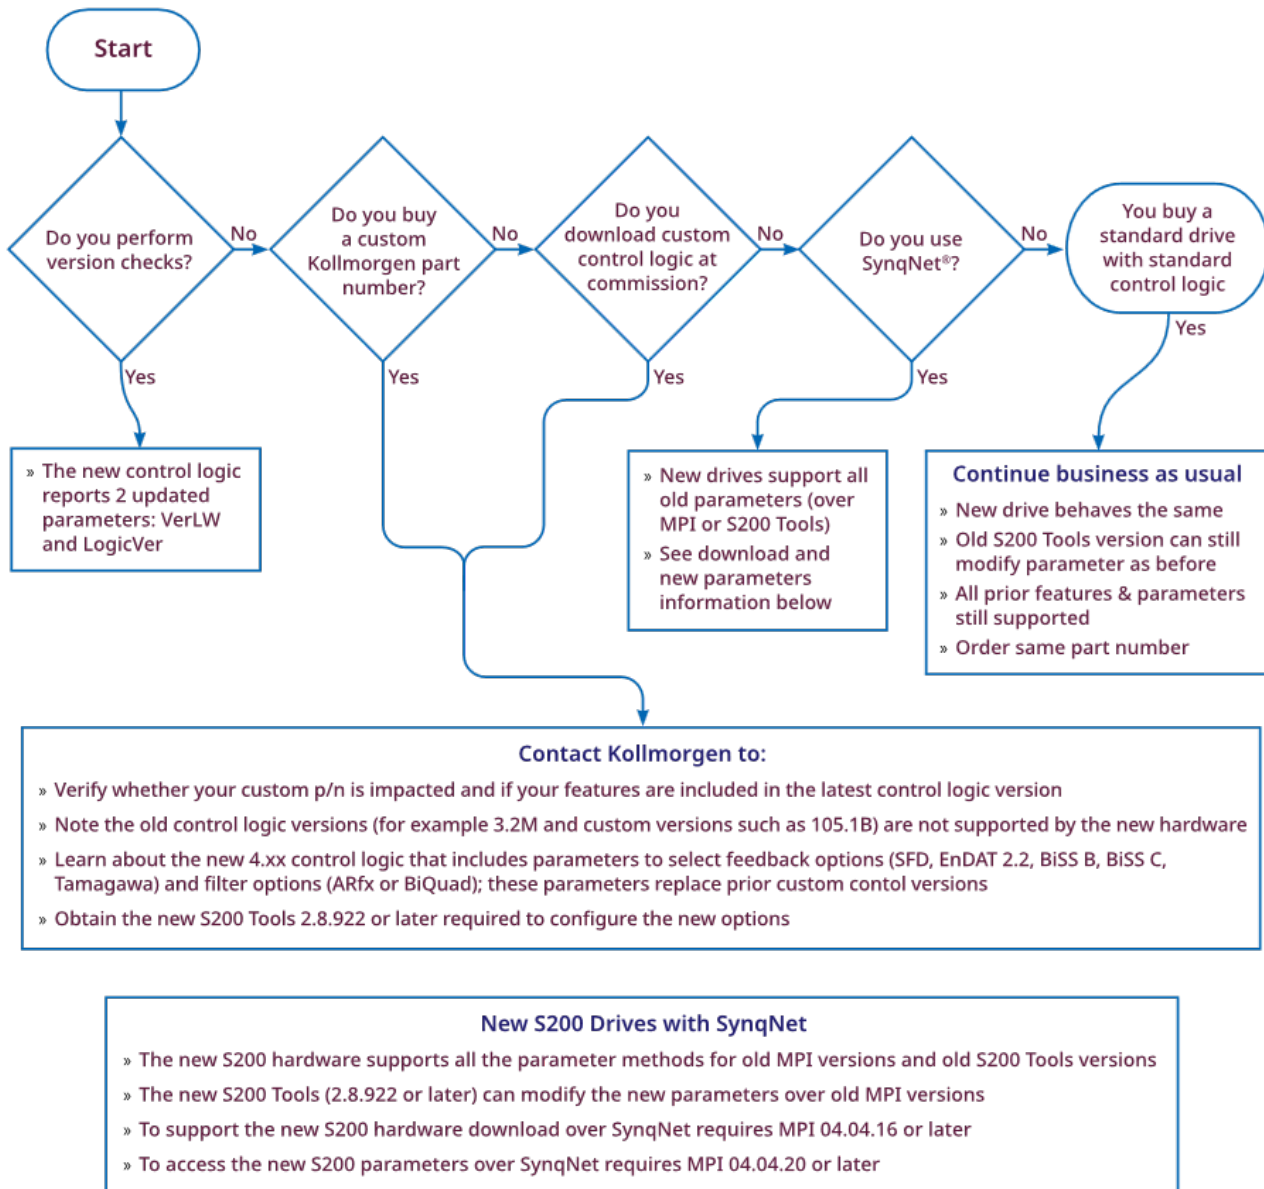 Start
Do you perform
version checks?
No
Yes
Do you buy
a custom
Kollmorgen part
number?
No
Yes
Do you
download custom
control logic at
commission?
No
Yes
Do you use
SynqNet®?
No
Yes
You buy a
standard drive
with standard
control logic
Yes
» The new control logic
reports 2 updated
parameters: VerLW
and LogicVer
» New drives support all
old parameters (over
MPI or S200 Tools)
» See download and
new parameters
information below
Continue business as usual
» New drive behaves the same
» Old S200 Tools version can still
modify parameter as before
» All prior features & parameters
still supported
» Order same part number
Contact Kollmorgen to:
» Verify whether your custom p/n is impacted and if your features are included in the latest control logic version
» Note the old control logic versions (for example 3.2M and custom versions such as 105.1B) are not supported by the new hardware
» Learn about the new 4.xx control logic that includes parameters to select feedback options (SFD, EnDAT 2.2, BiSS B, BiSS C,
Tamagawa) and filter options (ARfx or BiQuad); these parameters replace prior custom contol versions
» Obtain the new S200 Tools 2.8.922 or later required to configure the new options
New S200 Drives with SynqNet
» The new S200 hardware supports all the parameter methods for old MPI versions and old S200 Tools versions
» The new S200 Tools (2.8.922 or later) can modify the new parameters over old MPI versions
» To support the new S200 hardware download over SynqNet requires MPI 04.04.16 or later
» To access the new S200 parameters over SynqNet requires MPI 04.04.20 or later